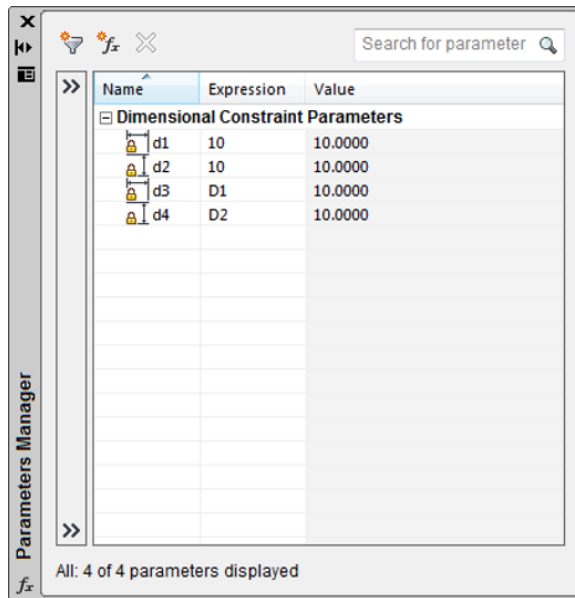 Search for parameter
Name Expression Value
Dimensional Constraint Parameters
d1 10 10.0000
d2 10 10.0000
d3 D1 10.0000
d4 D2 10.0000
Parameters Manager
All: 4 of 4 parameters displayed